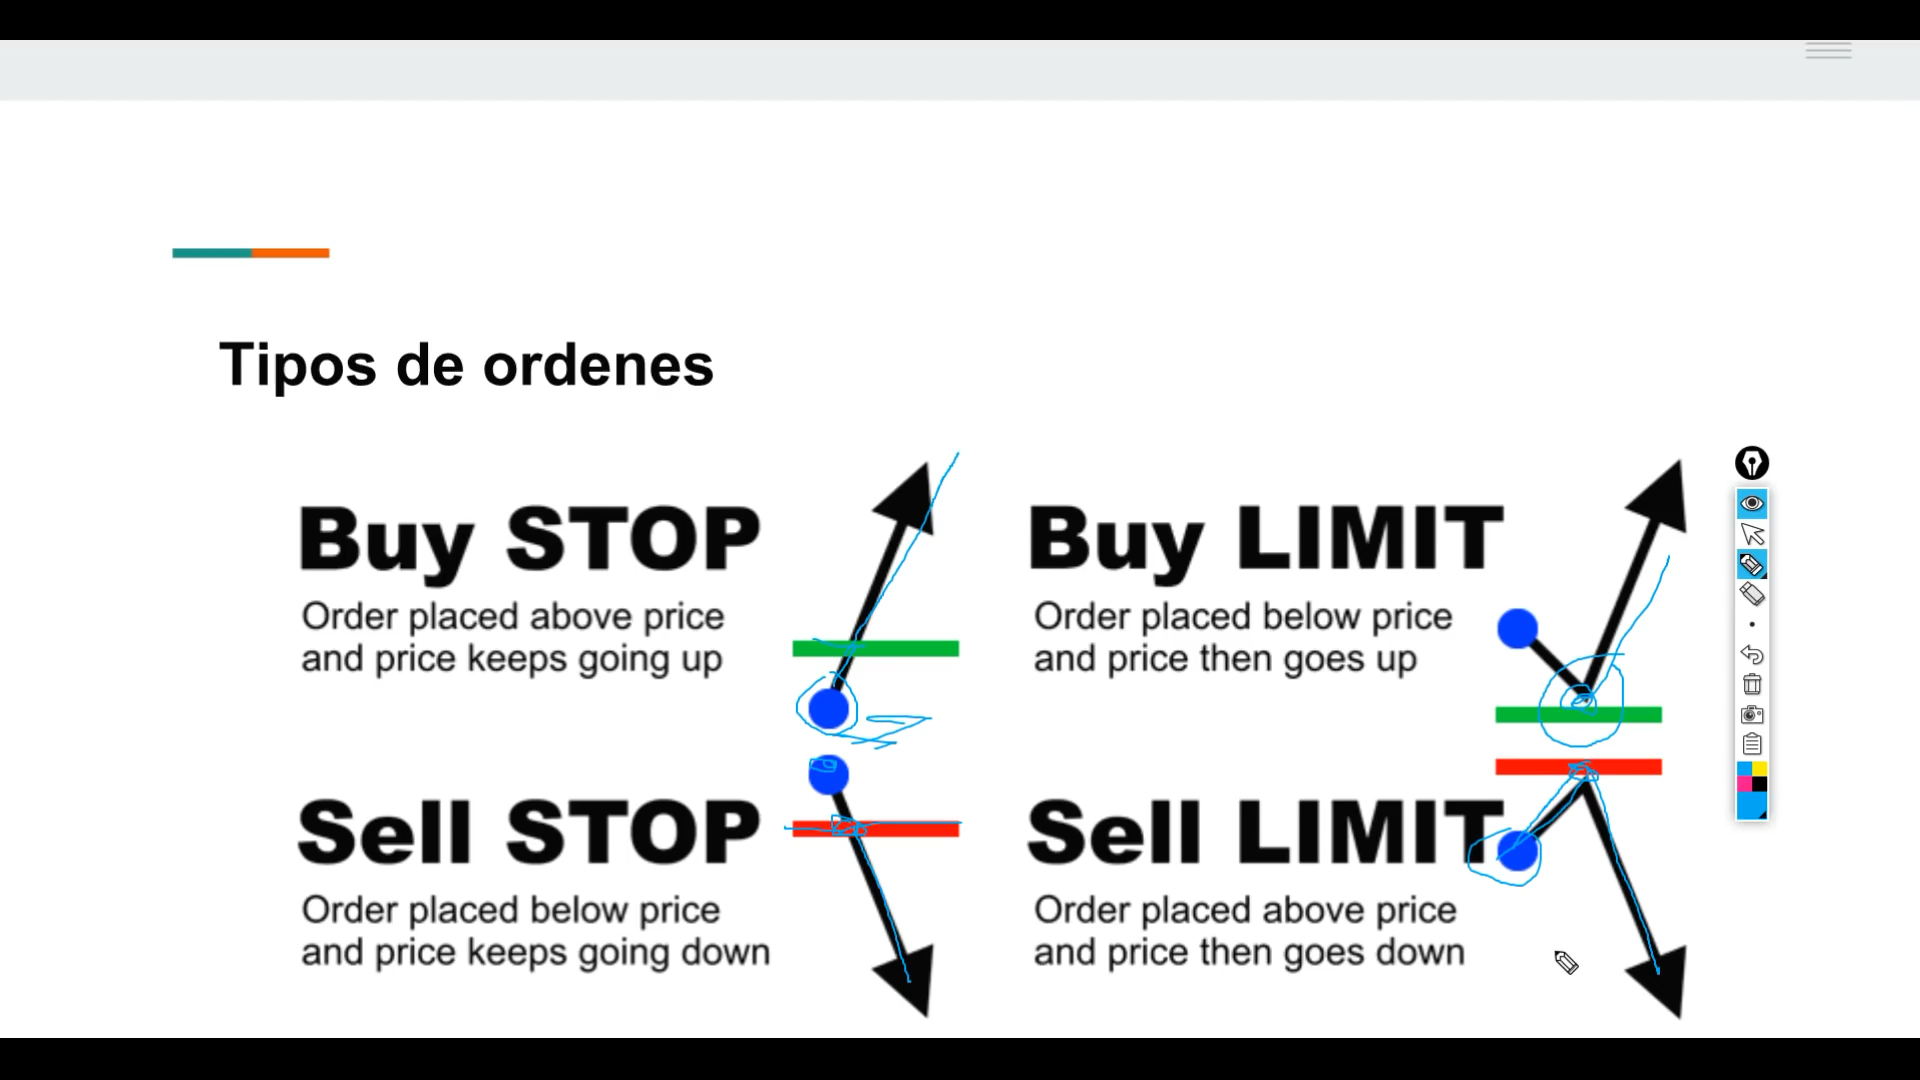 Tipos de ordenes
Buy STOP
Order placed above price
and price keeps going up
Buy LIMIT
Order placed below price
and price then goes up
Sell STOP
Order placed below price
and price keeps going down
Sell LIMIT
Order placed above price
and price then goes down